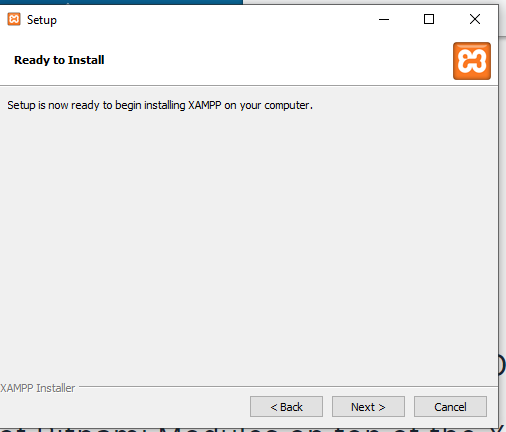 Setup
Ready to Install
Setup is now ready to begin installing XAMPP on your computer.
XAMPP Installer
< Back
Next >
Cancel